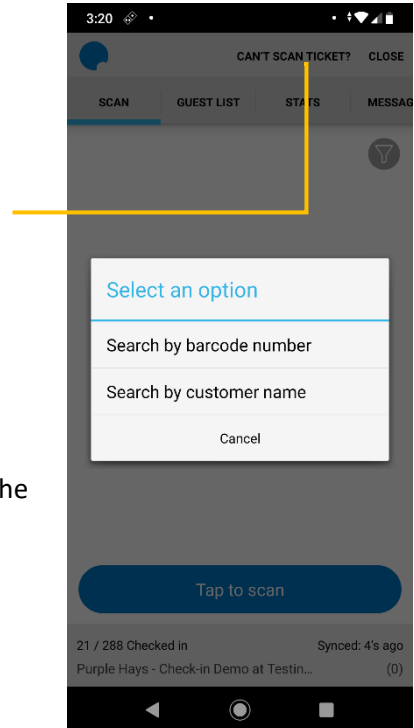 3:20
CAN'T SCAN TICKET? CLOSE
SCAN GUEST LIST STATS MESSAG
Select an option
Search by barcode number
Search by customer name
Cancel
he
Tap to scan
21 / 288 Checked in Synced: 4's ago
Purple Hays - Check-in Demo at Testin... (0)